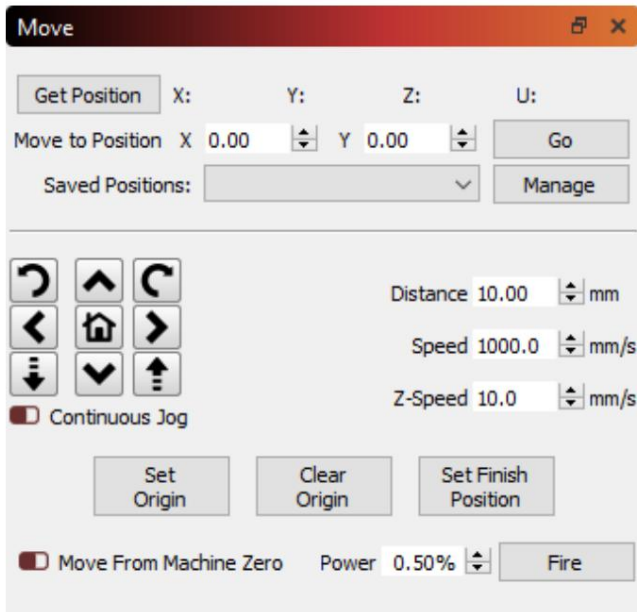 Move
Get Position X: Y: Z: U:
Move to Position X 0.00 Y 0.00 Go
Saved Positions: Manage
Distance 10.00 mm
Speed 1000.0 mm/s
Z-Speed 10.0 mm/s
Continuous Jog
Set Origin Clear Origin Set Finish Position
Move From Machine Zero Power 0.50% Fire